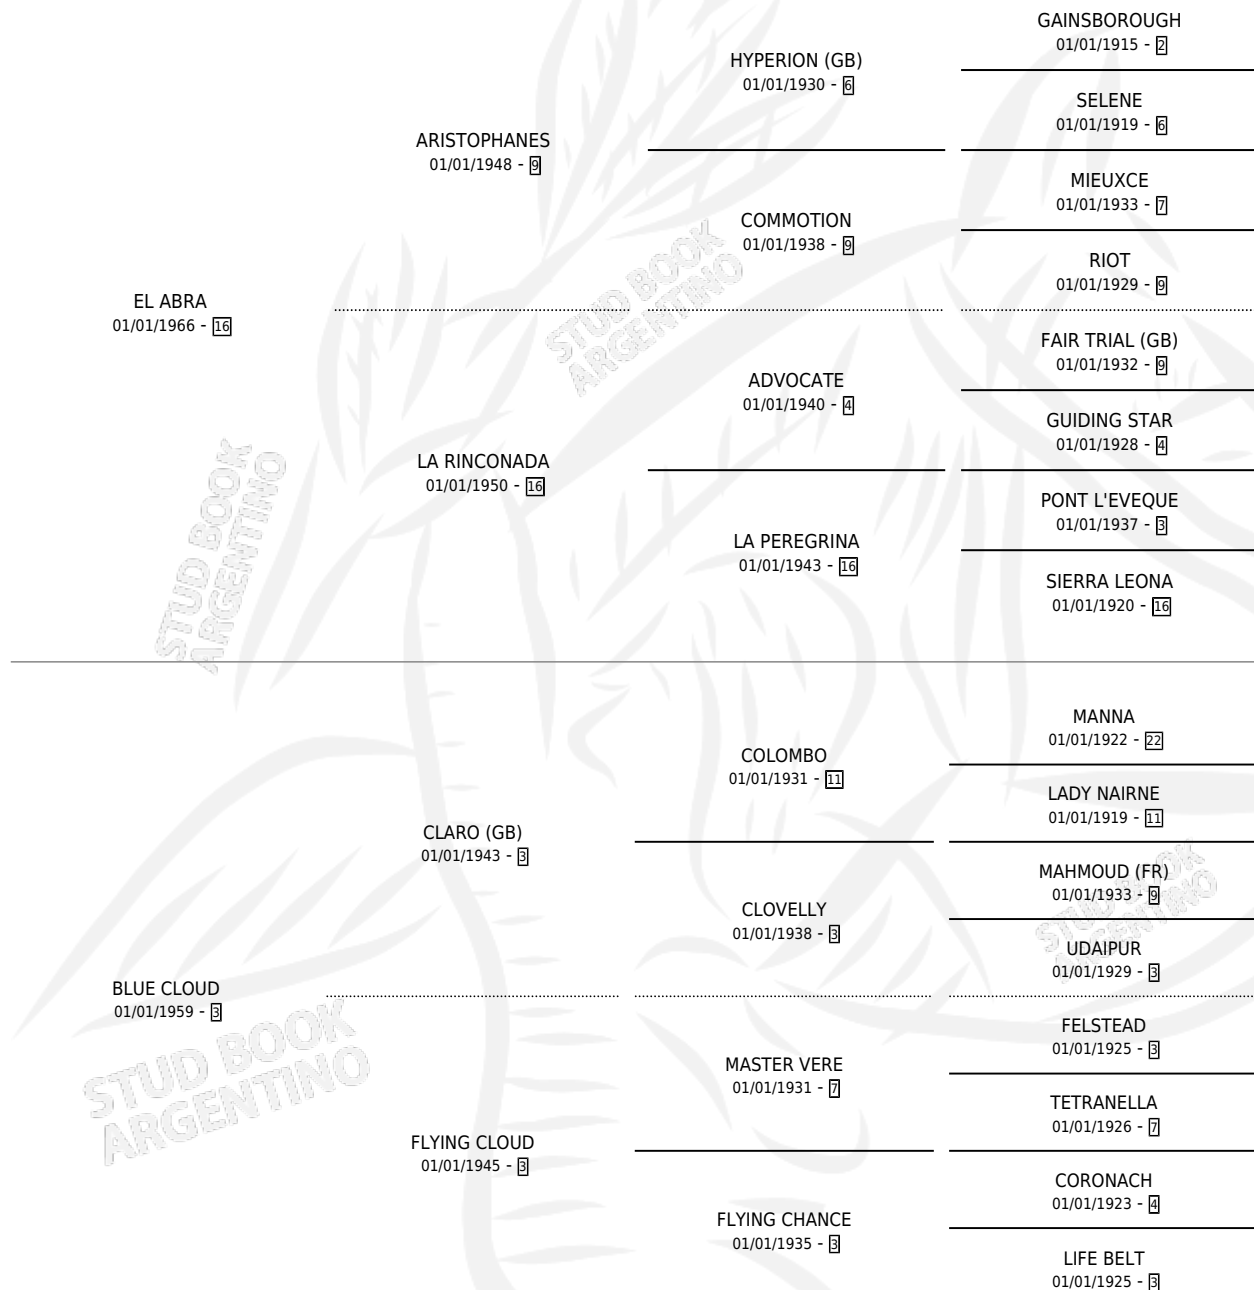 GAINSBOROUGH
01/01/1915 - 2
HYPERION (GB)
01/01/1930 - 6
SELENE
01/01/1919 - 6
ARISTOPHANES
01/01/1948 - 9
MIEUXCE
01/01/1933 - 7
COMMOTION
01/01/1938 - 9
RIOT
01/01/1929 - 9
EL ABRA
01/01/1966 - 16
STUD BOOK
ARGENTINO
FAIR TRIAL (GB)
01/01/1932 - 9
ADVOCATE
01/01/1940 - 4
GUIDING STAR
01/01/1928 - 4
LA RINCONADA
01/01/1950 - 16
PONT L'EVEQUE
01/01/1937 - 3
LA PEREGRINA
01/01/1943 - 16
SIERRA LEONA
01/01/1920 - 16
STUD BOOK
ARGENTINO
MANNA
01/01/1922 - 22
COLOMBO
01/01/1931 - 11
LADY NAIRNE
01/01/1919 - 11
CLARO (GB)
01/01/1943 - 3
MAHMOUD (FR)
01/01/1933 - 9
CLOVELLY
01/01/1938 - 3
STUD BOOK
ARGENTINO
UDAIPUR
01/01/1929 - 3
BLUE CLOUD
01/01/1959 - 3
STUD BOOK
ARGENTINO
FELSTEAD
01/01/1925 - 3
MASTER VERE
01/01/1931 - 7
TETRANELLA
01/01/1926 - 7
FLYING CLOUD
01/01/1945 - 3
CORONACH
01/01/1923 - 4
FLYING CHANCE
01/01/1935 - 3
LIFE BELT
01/01/1925 - 3